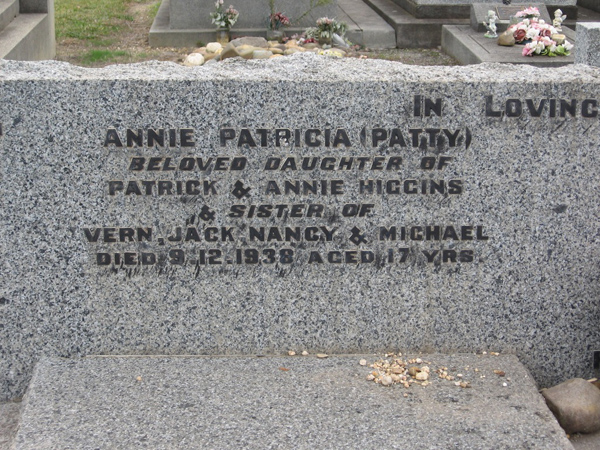 IN LOVING
ANNIE PATRICIA (PATTY)
BELOVED DAUGHTER OF
PATRICK & ANNIE HIGGINS
& SISTER OF
VERN, JACK, NANCY & MICHAEL
DIED 9.12.1938 AGED 17 YRS.